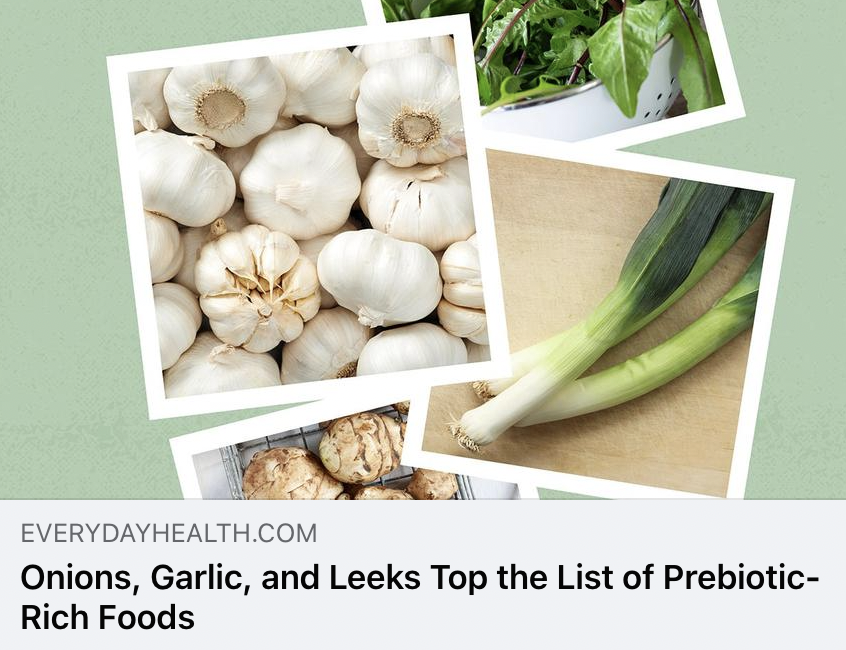 EVERYDAYHEALTH.COM
Onions, Garlic, and Leeks Top the List of Prebiotic-
Rich Foods